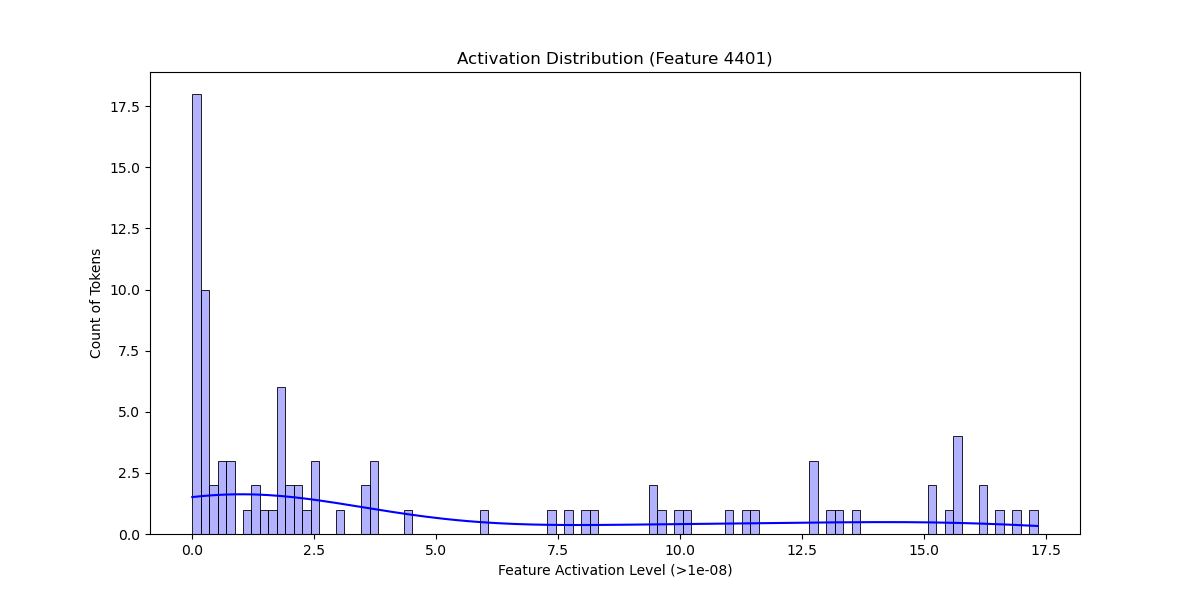 Activation Distribution (Feature 4401)
17.5
15.0
12.5
10.0
7.5
5.0
2.5
0.0
Count of Tokens
0.0 2.5 5.0 7.5 10.0 12.5 15.0 17.5
Feature Activation Level (>1e-08)